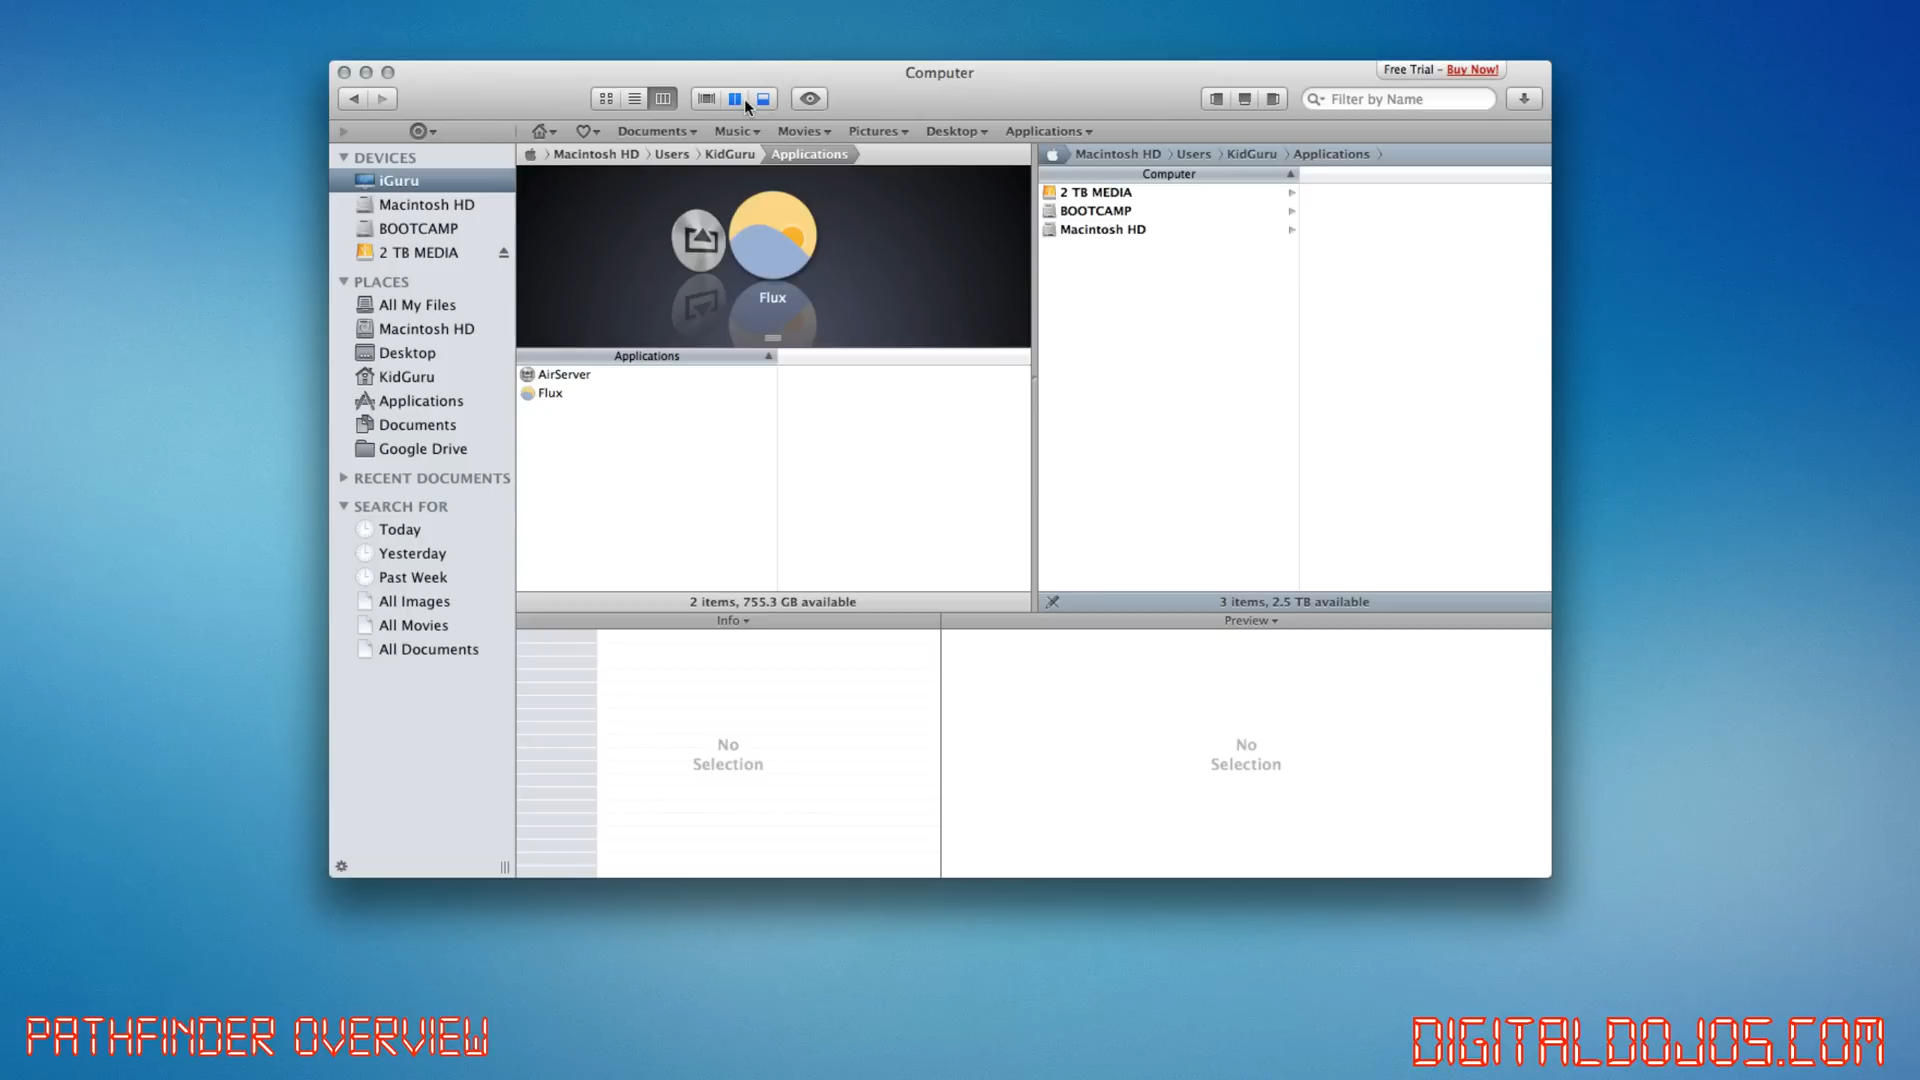 Computer
Free Trial - Buy Now!
Filter by Name
Documents Music Movies Pictures Desktop Applications
DEVICES
iGuru
Macintosh HD
BOOTCAMP
2 TB MEDIA
PLACES
All My Files
Macintosh HD
Desktop
KidGuru
Applications
Documents
Google Drive
RECENT DOCUMENTS
SEARCH FOR
Today
Yesterday
Past Week
All Images
All Movies
All Documents
Macintosh HD Users KidGuru Applications
Flux
Applications
AirServer
Flux
2 items, 755.3 GB available
Macintosh HD Users KidGuru Applications
Computer
2 TB MEDIA
BOOTCAMP
Macintosh HD
3 items, 2.5 TB available
Info
No
Selection
Preview
No
Selection
PATHFINDER OVERVIEW
DIGITALDOJOS.COM